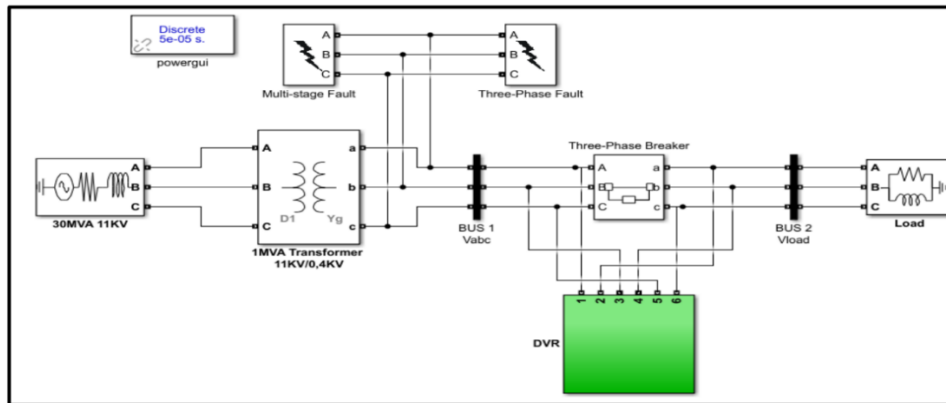 Discrete
5e-05 s.
powergui
A
B
C
Multi-stage Fault
A
B
C
Three-Phase Fault
A
B
C
30MVA 11KV
A
B
C
D1
Yg
a
b
c
1MVA Transformer
11KV/0,4KV
BUS 1
Vabc
Three-Phase Breaker
A
B
C
a
b
c
BUS 2
Vload
A
B
C
Load
1
2
3
4
5
6
DVR